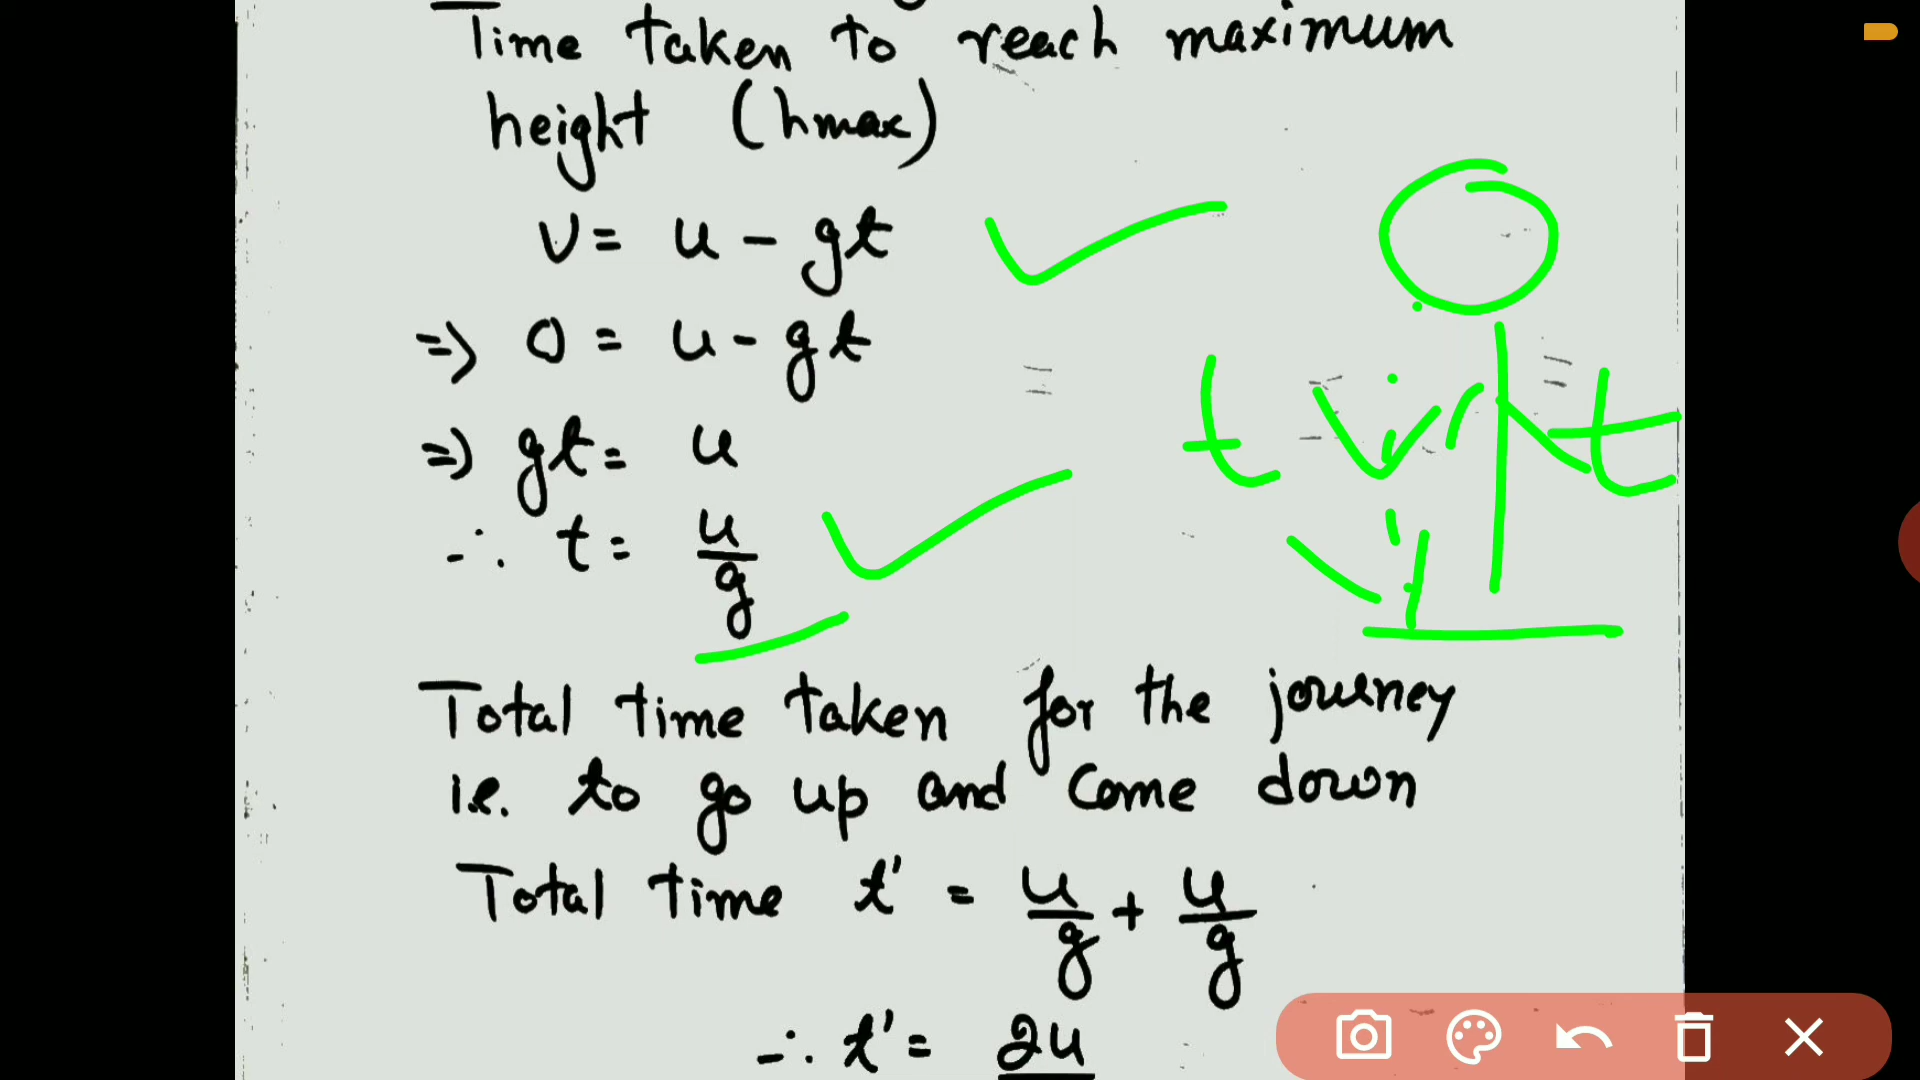 Time taken to reach maximum
height (hmax)
v = u - gt
=> 0 = u - gt
=> gt = u
∴ t = u/g
t t
Total time taken for the journey
i.e. to go up and come down
Total time t' = u/g + u/g
∴ t' = 2u